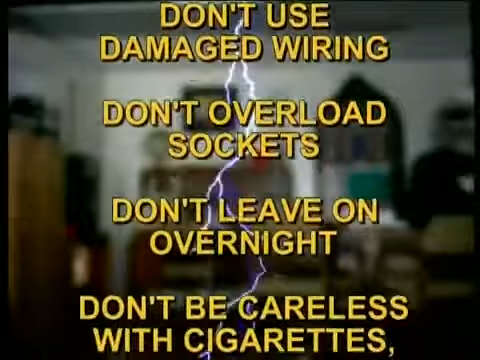 DON'T USE
DAMAGED WIRING
DON'T OVERLOAD
SOCKETS
DON'T LEAVE ON
OVERNIGHT
DON'T BE CARELESS
WITH CIGARETTES,